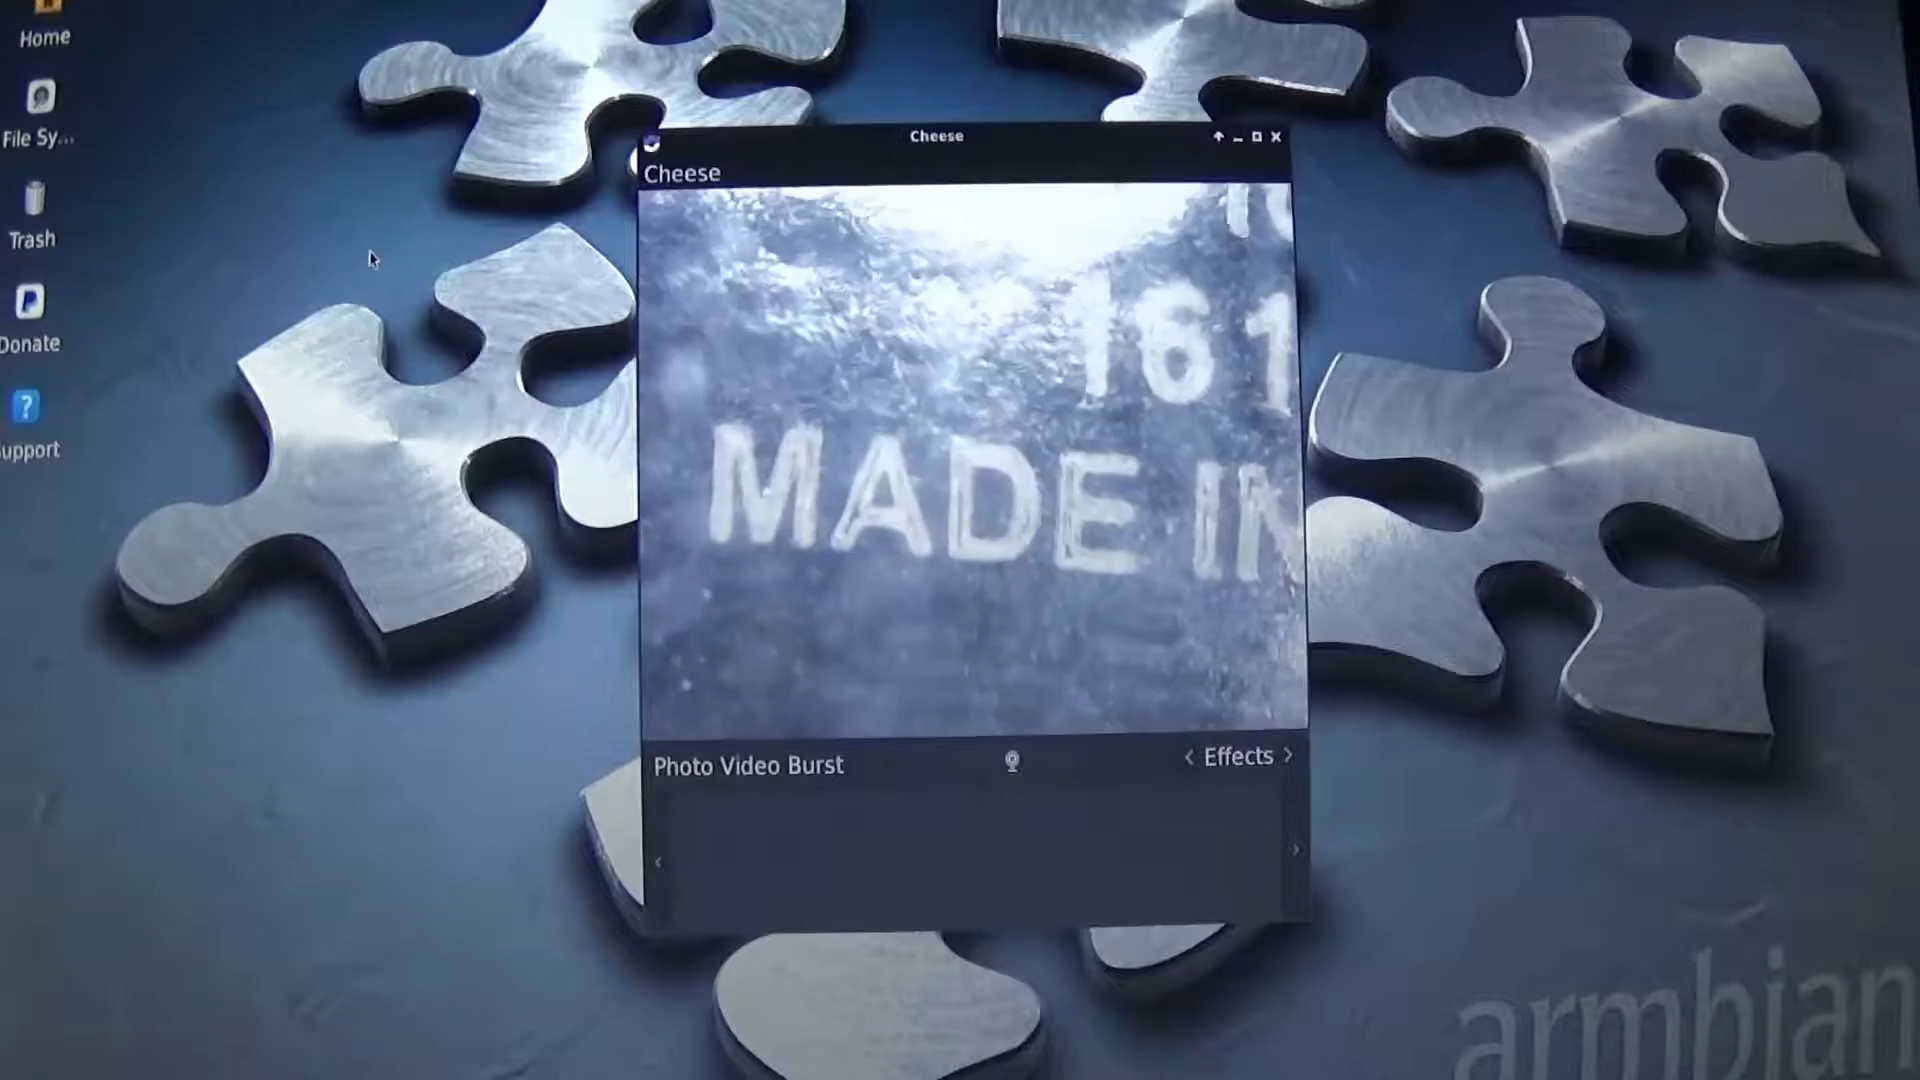 Home
File Sy...
Trash
Donate
?
upport
Cheese
Cheese
161
MADE IN
Photo Video Burst
Effects
armbian